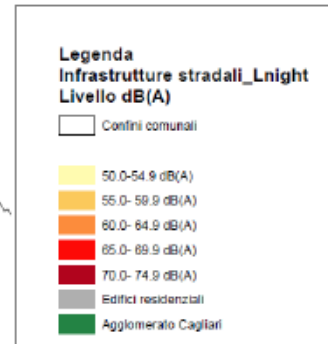 Legenda
Infrastrutture stradali_Lnight
Livello dB(A)
Confini comunali
50.0-54.9 dB(A)
55.0- 59.9 dB(A)
60.0- 64.9 dB(A)
65.0- 69.9 dB(A)
70.0- 74.9 dB(A)
Edifici residenziali
Agglomerato Cagliari